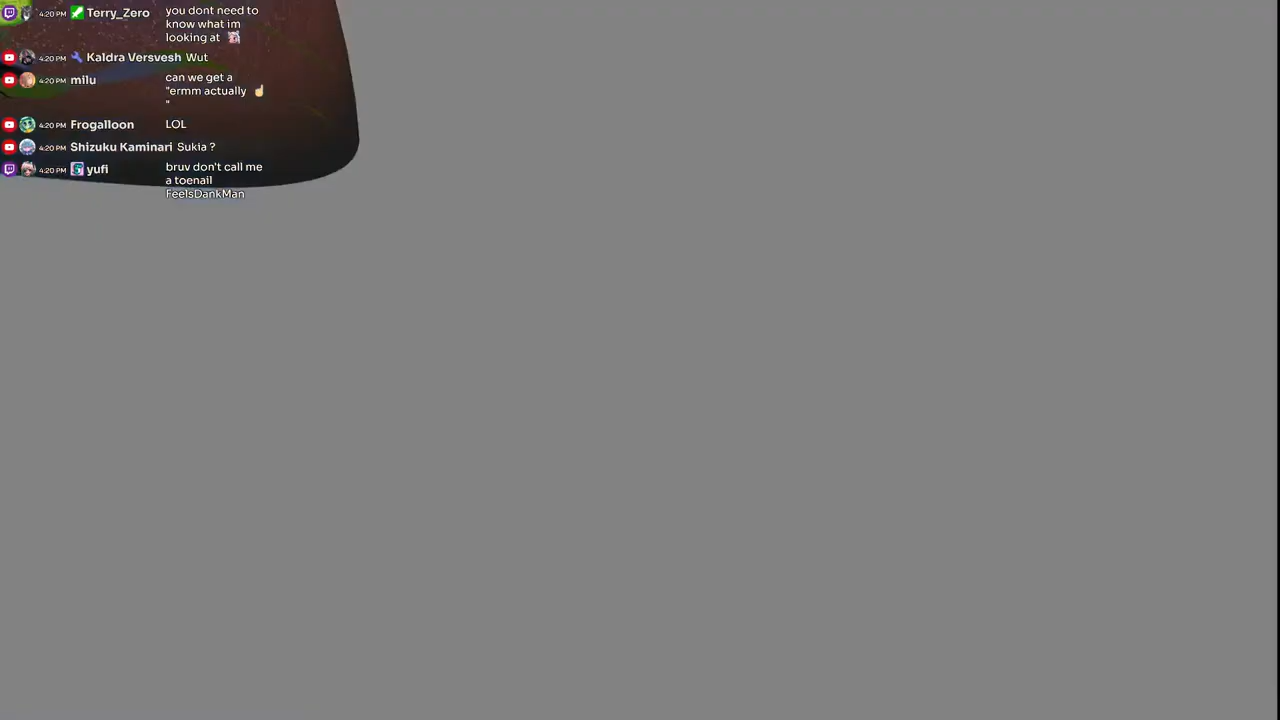 4:20 PM Terry_Zero you dont need to
know what im
looking at
4:20 PM Kaldra Versvesh Wut
4:20 PM milu can we get a
"ermm actually ☝
"
4:20 PM Frogalloon LOL
4:20 PM Shizuku Kaminari Sukia ?
4:20 PM yufi bruv don't call me
a toenail
FeelsDankMan